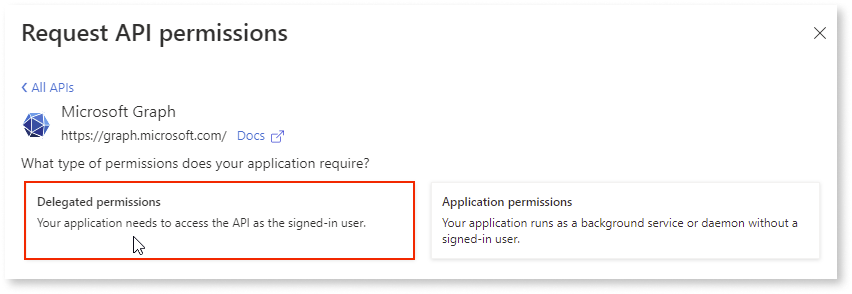 Request API permissions
All APIs
Microsoft Graph
https://graph.microsoft.com/ Docs
What type of permissions does your application require?
Delegated permissions
Your application needs to access the API as the signed-in user.
Application permissions
Your application runs as a background service or daemon without a
signed-in user.